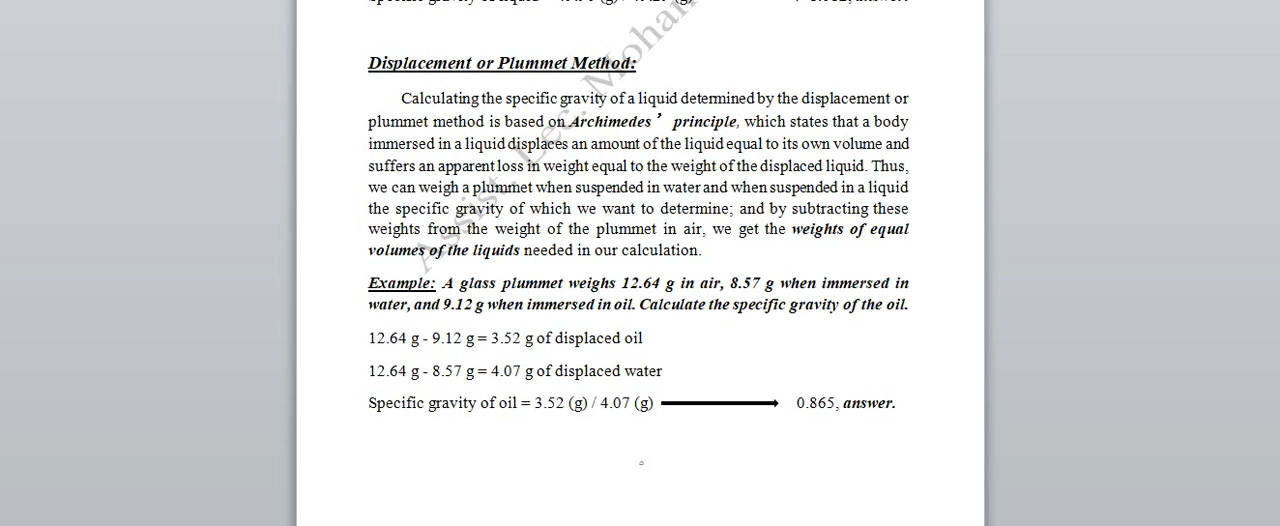 Displacement or Plummet Method:
Calculating the specific gravity of a liquid determined by the displacement or
plummet method is based on Archimedes’ principle, which states that a body
immersed in a liquid displaces an amount of the liquid equal to its own volume and
suffers an apparent loss in weight equal to the weight of the displaced liquid. Thus,
we can weigh a plummet when suspended in water and when suspended in a liquid
the specific gravity of which we want to determine; and by subtracting these
weights from the weight of the plummet in air, we get the weights of equal
volumes of the liquids needed in our calculation.
Example: A glass plummet weighs 12.64 g in air, 8.57 g when immersed in
water, and 9.12 g when immersed in oil. Calculate the specific gravity of the oil.
12.64 g - 9.12 g = 3.52 g of displaced oil
12.64 g - 8.57 g = 4.07 g of displaced water
Specific gravity of oil = 3.52 (g) / 4.07 (g) 0.865, answer.
Assist. Lec. Moham